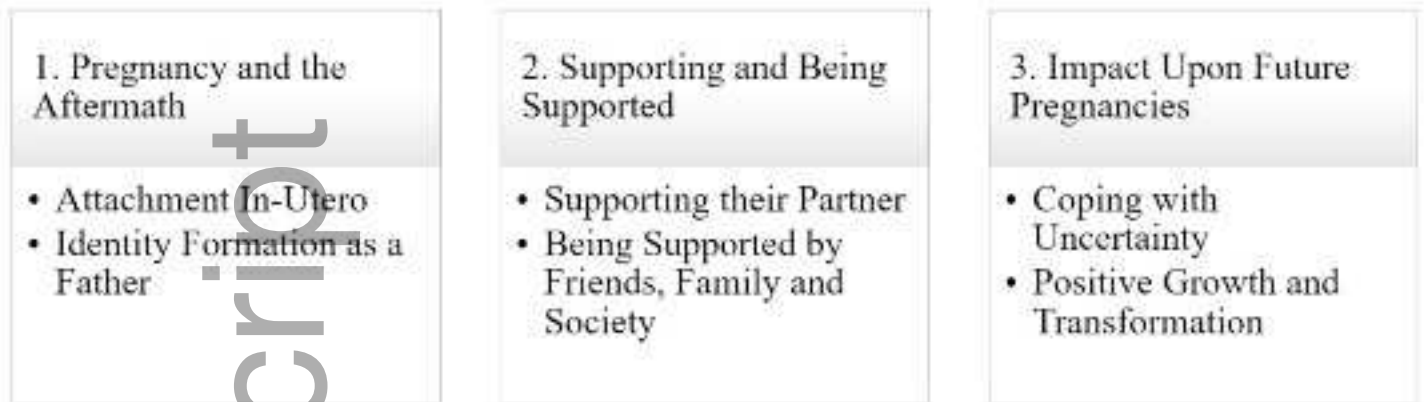 1. Pregnancy and the
Aftermath
• Attachment In-Utero
• Identity Formation as a
Father
2. Supporting and Being
Supported
• Supporting their Partner
• Being Supported by
Friends, Family and
Society
3. Impact Upon Future
Pregnancies
• Coping with
Uncertainty
• Positive Growth and
Transformation
cript